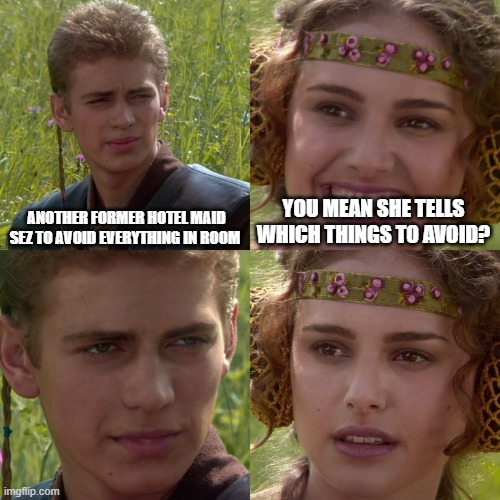 ANOTHER FORMER HOTEL MAID
SEZ TO AVOID EVERYTHING IN ROOM
YOU MEAN SHE TELLS
WHICH THINGS TO AVOID?
imgflip.com